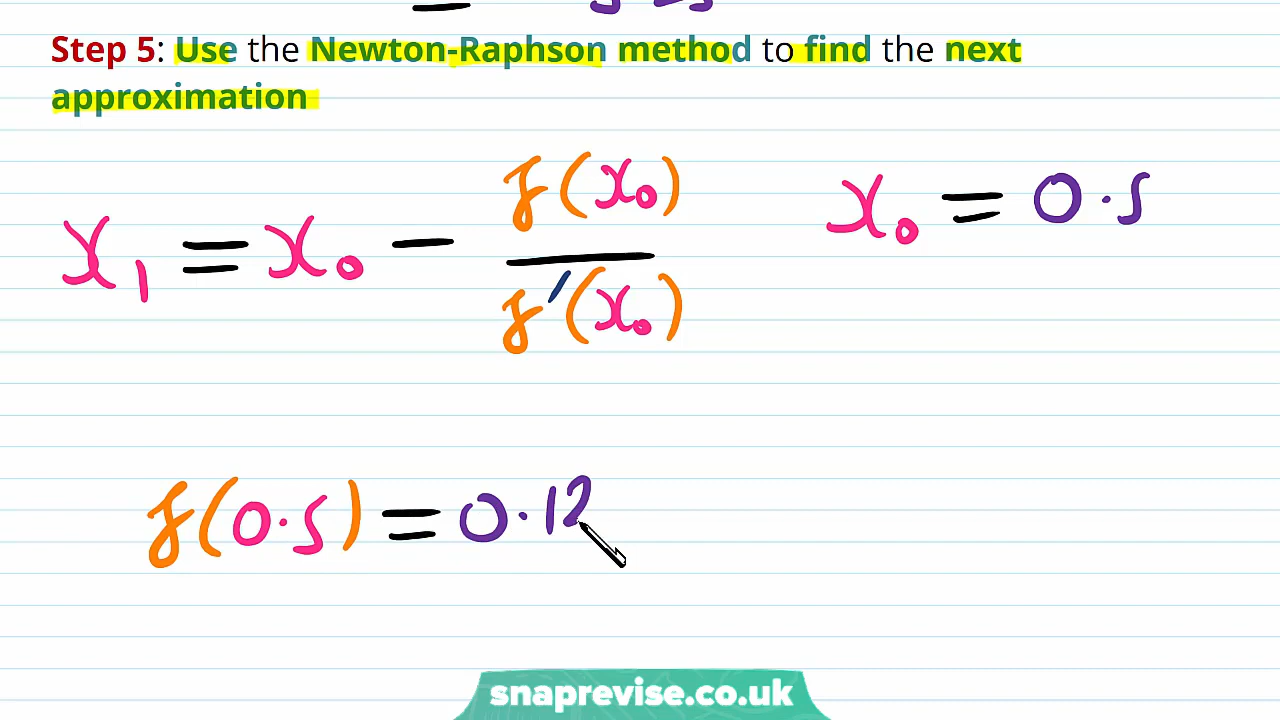 Step 5: Use the Newton-Raphson method to find the next
approximation
x₁ = x₀ − f(x₀) / f′(x₀)
x₀ = 0·5
f(0·5) = 0·12
snaprevise.co.uk